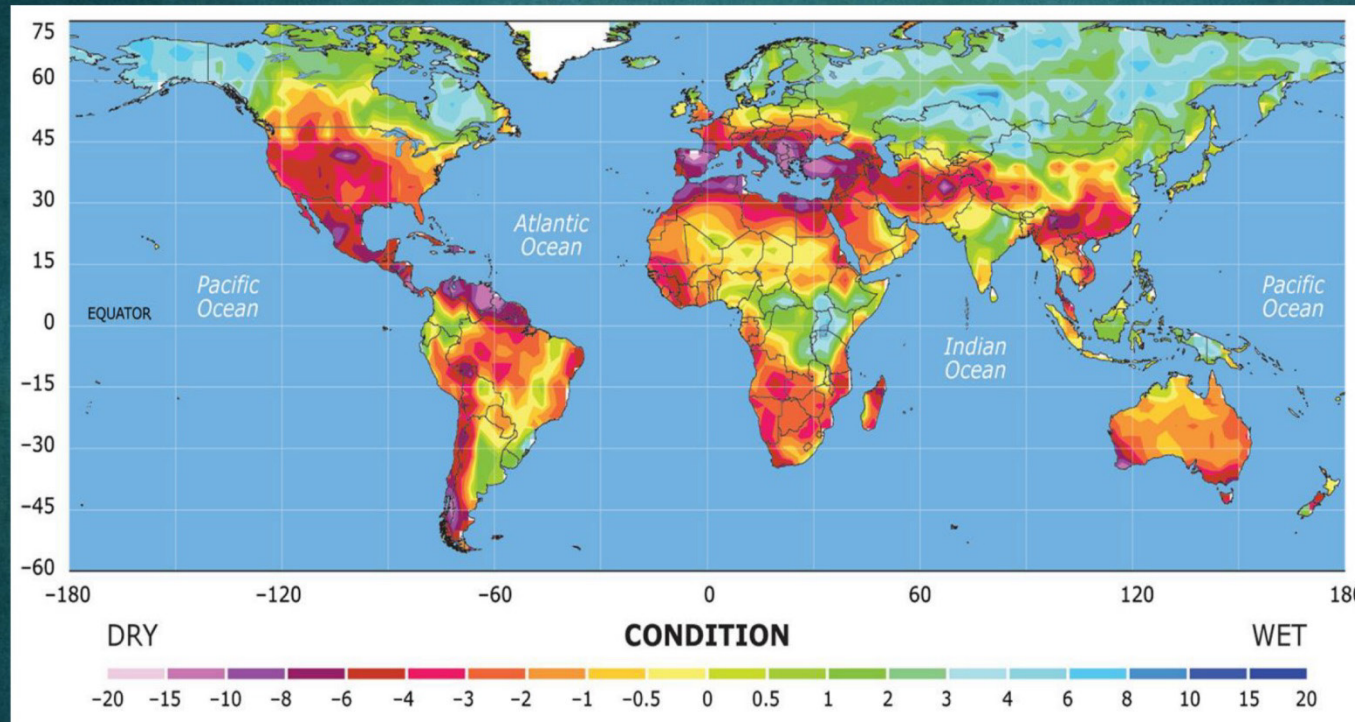 75
60
45
30
15
0
−15
−30
−45
−60
Atlantic
Ocean
Pacific
Ocean
EQUATOR
Indian
Ocean
Pacific
Ocean
−180 −120 −60 0 60 120 180
DRY CONDITION WET
−20 −15 −10 −8 −6 −4 −3 −2 −1 −0.5 0 0.5 1 2 3 4 6 8 10 15 20